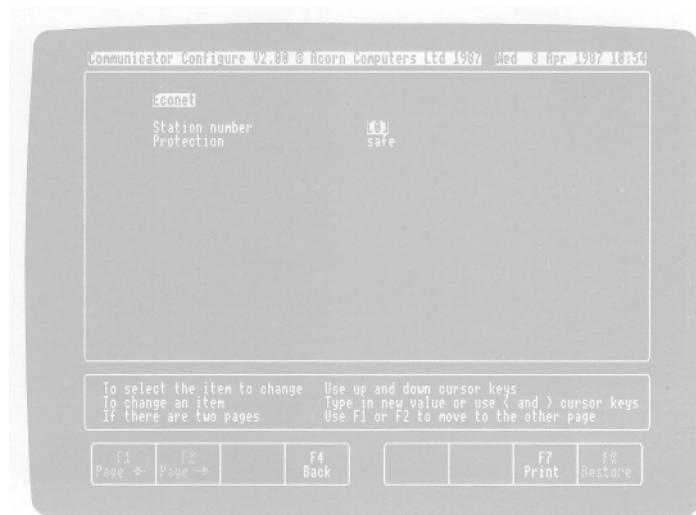 Communicator Configure V2.00 © Acorn Computers Ltd 1987 Wed 8 Apr 1987 10:54
Econet
Station number [0]
Protection safe
To select the item to change Use up and down cursor keys
To change an item Type in new value or use < and > cursor keys
If there are two pages Use F1 or F2 to move to the other page
F1 F2 F4 F7 F8
Page ← Page → Back Print Restore